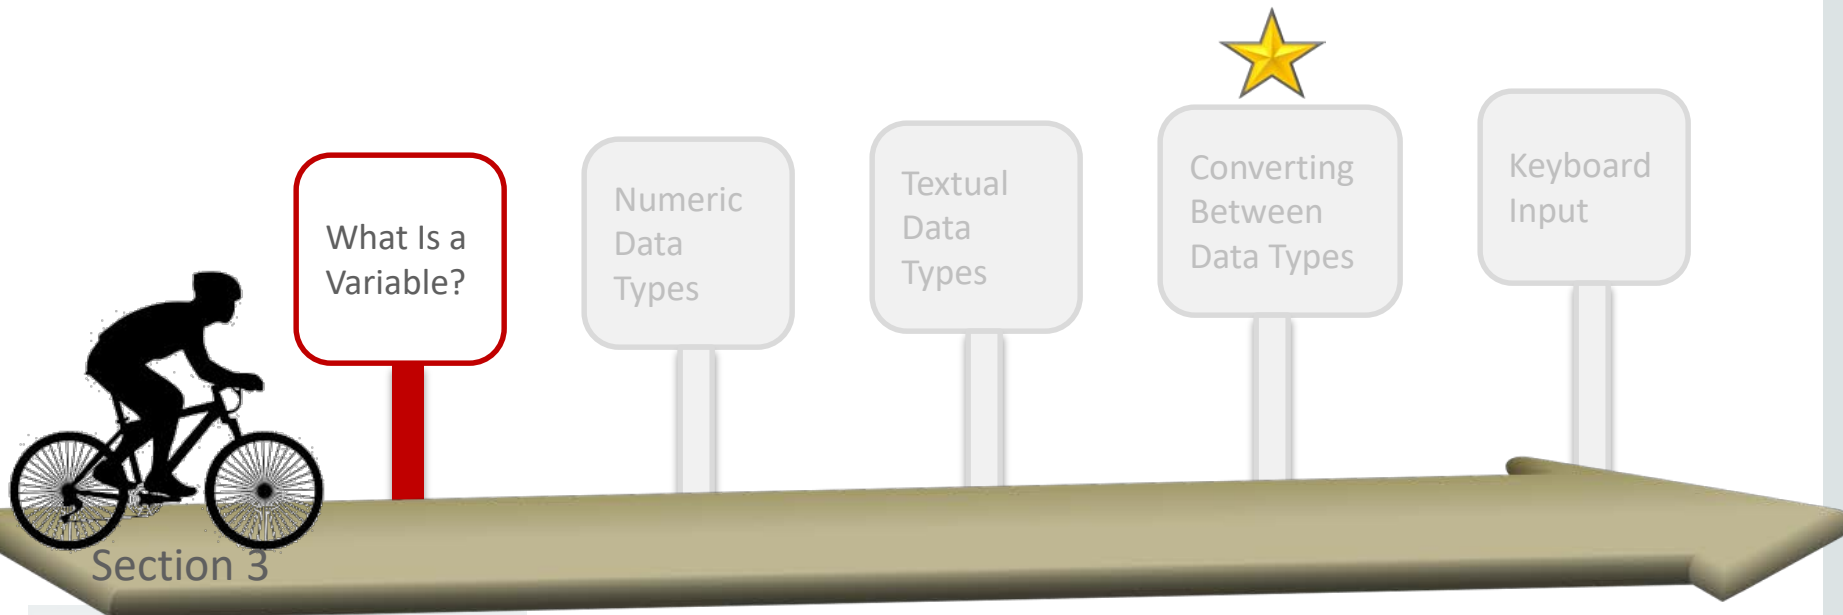 What Is a
Variable?
Numeric
Data
Types
Textual
Data
Types
Converting
Between
Data Types
Keyboard
Input
Section 3